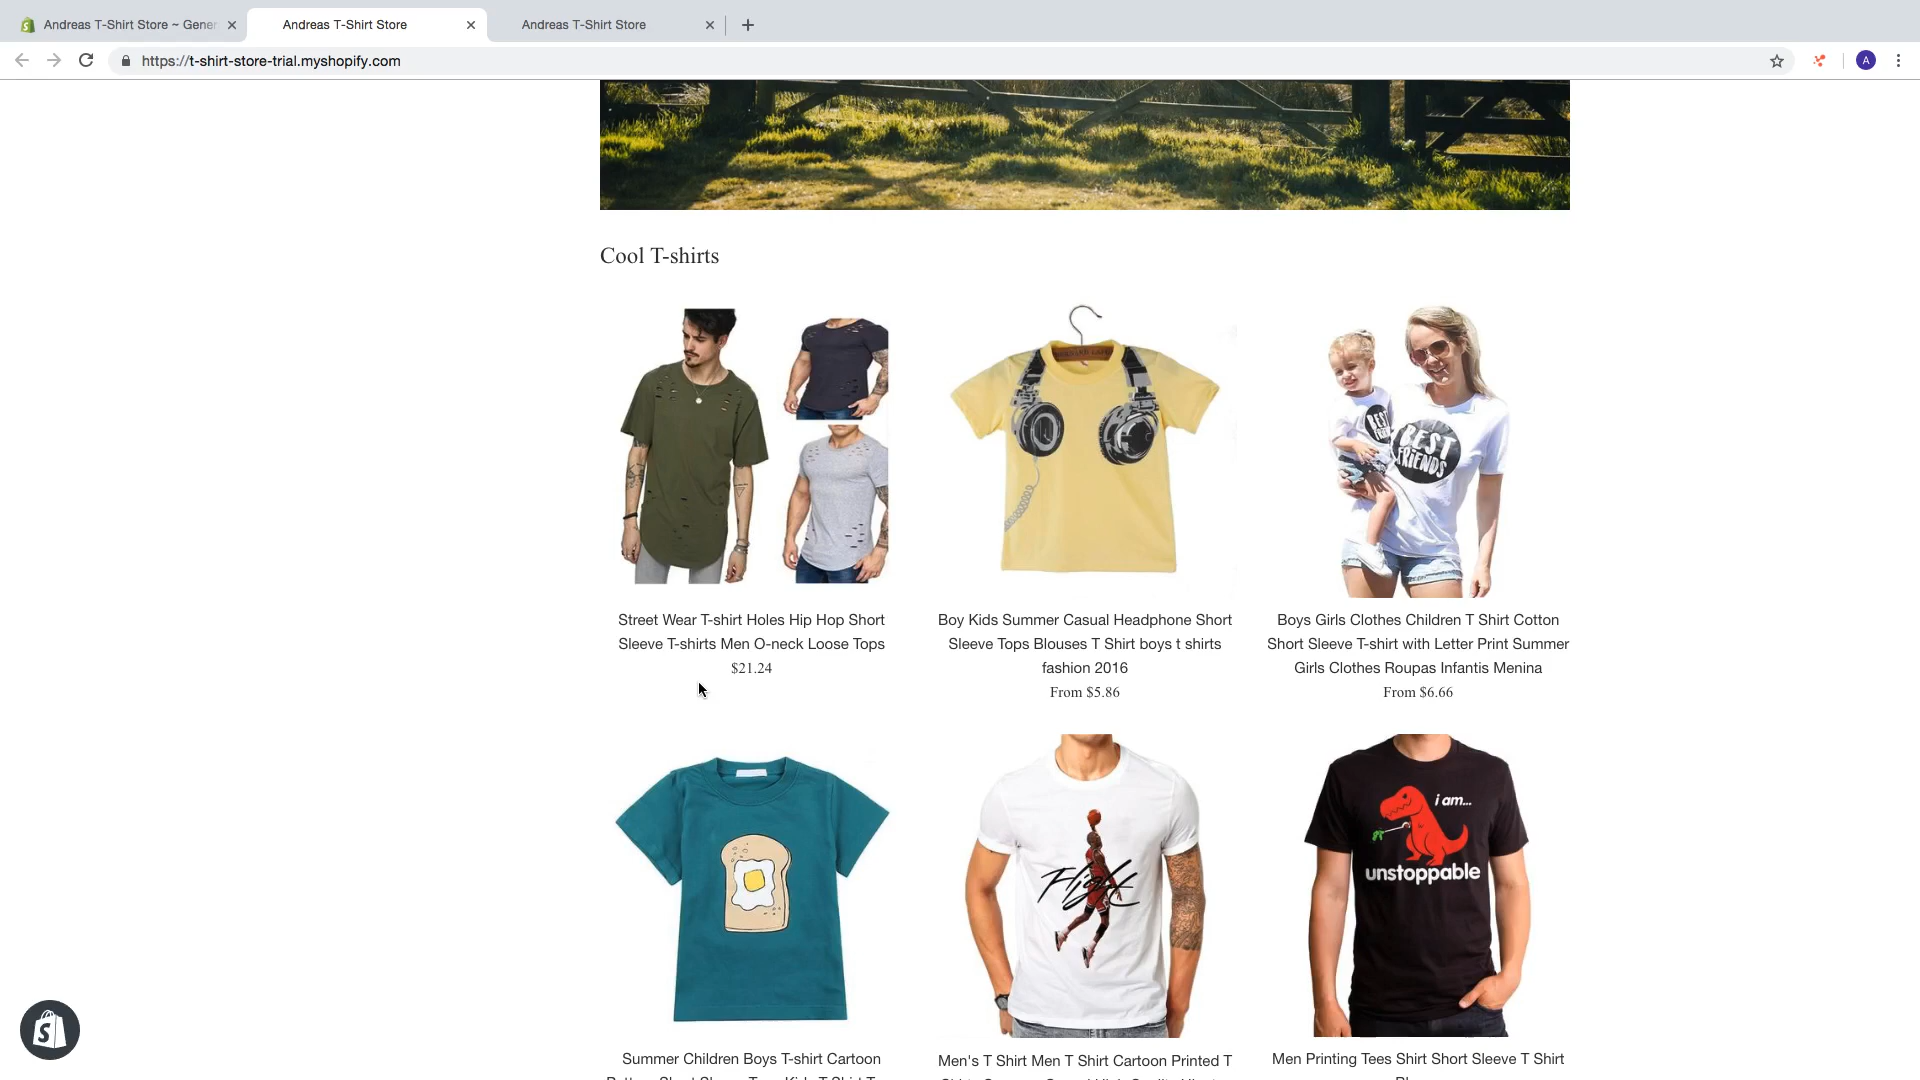 Andreas T-Shirt Store ~ Gener
Andreas T-Shirt Store
Andreas T-Shirt Store
https://t-shirt-store-trial.myshopify.com
A
Cool T-shirts
BEST
BEST
FRIENDS
Street Wear T-shirt Holes Hip Hop Short
Sleeve T-shirts Men O-neck Loose Tops
$21.24
Boy Kids Summer Casual Headphone Short
Sleeve Tops Blouses T Shirt boys t shirts
fashion 2016
From $5.86
Boys Girls Clothes Children T Shirt Cotton
Short Sleeve T-shirt with Letter Print Summer
Girls Clothes Roupas Infantis Menina
From $6.66
Flight
i am...
unstoppable
Summer Children Boys T-shirt Cartoon
Men's T Shirt Men T Shirt Cartoon Printed T
Men Printing Tees Shirt Short Sleeve T Shirt